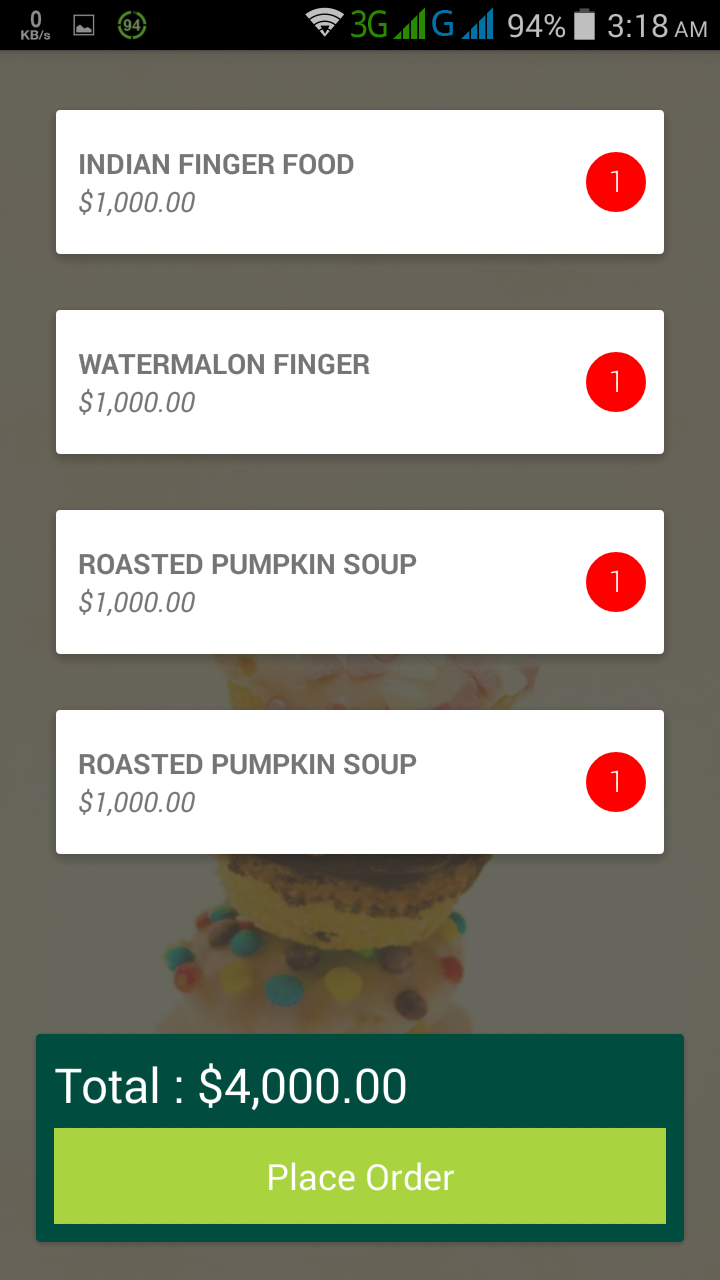 0
KB/s
94
3G
G
94%
3:18 AM
INDIAN FINGER FOOD
$1,000.00
1
WATERMALON FINGER
$1,000.00
1
ROASTED PUMPKIN SOUP
$1,000.00
1
ROASTED PUMPKIN SOUP
$1,000.00
1
Total : $4,000.00
Place Order